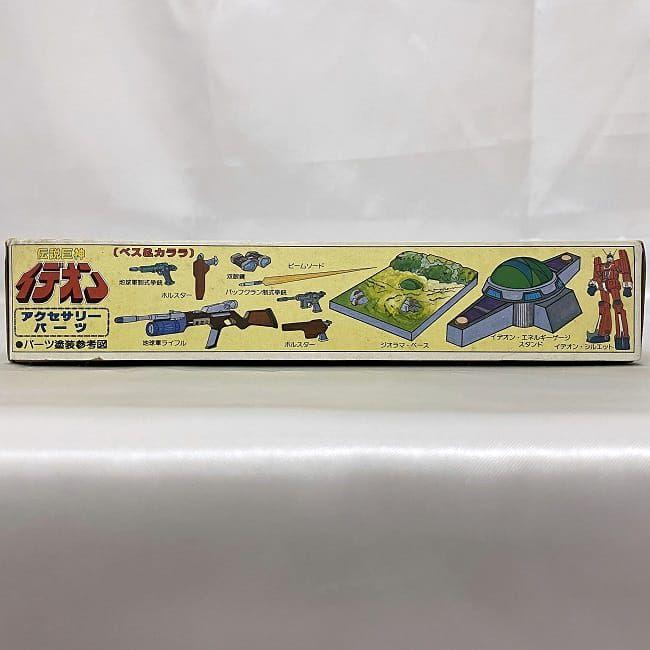 伝説巨神
イデオン
アクセサリー
パーツ
●パーツ塗装参考図
〔ベス&カララ〕
地球軍制式拳銃
ホルスター
双眼鏡
ビームソード
バッフクラン制式拳銃
地球軍ライフル
ホルスター
ジオラマ・ベース
イデオン・エネルギーゲージ
スタンド
イデオン・シルエット